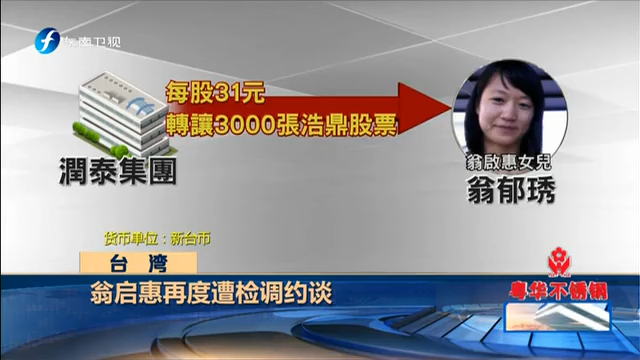 东南卫视
每股31元
轉讓3000張浩鼎股票
潤泰集團
翁啟惠女兒
翁郁琇
货币单位：新台币
台 湾
翁启惠再度遭检调约谈
粤华不锈钢